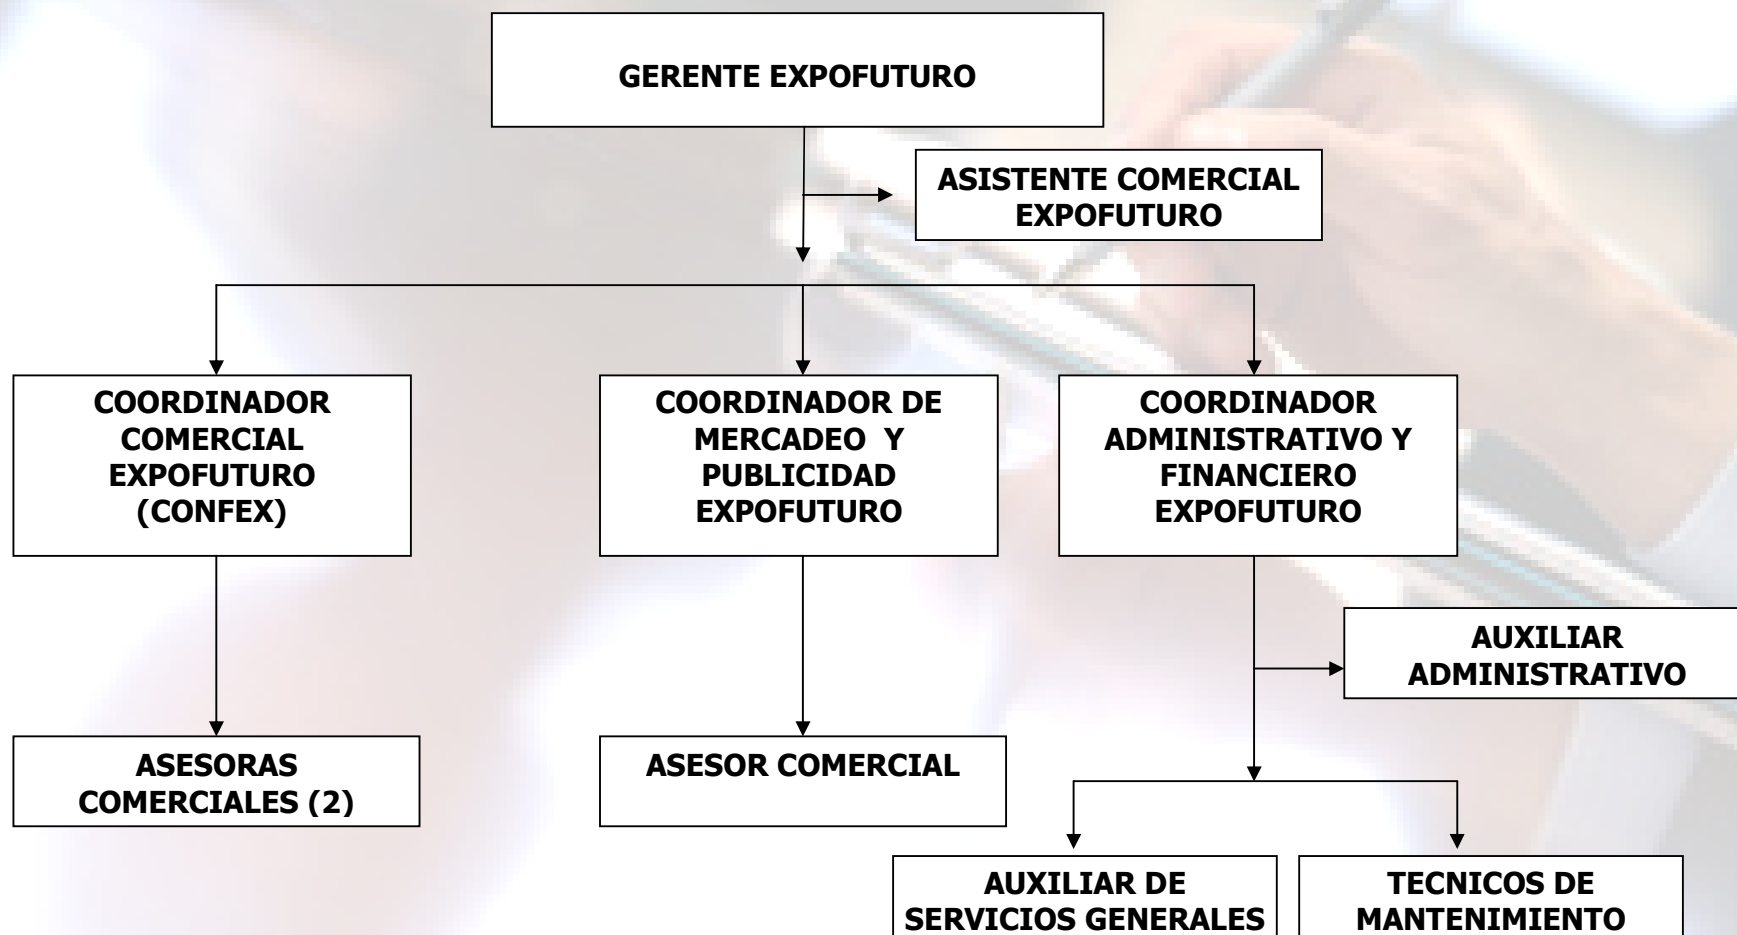 GERENTE EXPOFUTURO
ASISTENTE COMERCIAL
EXPOFUTURO
COORDINADOR
COMERCIAL
EXPOFUTURO
(CONFEX)
COORDINADOR DE
MERCADEO Y
PUBLICIDAD
EXPOFUTURO
COORDINADOR
ADMINISTRATIVO Y
FINANCIERO
EXPOFUTURO
AUXILIAR
ADMINISTRATIVO
ASESORAS
COMERCIALES (2)
ASESOR COMERCIAL
AUXILIAR DE
SERVICIOS GENERALES
TECNICOS DE
MANTENIMIENTO